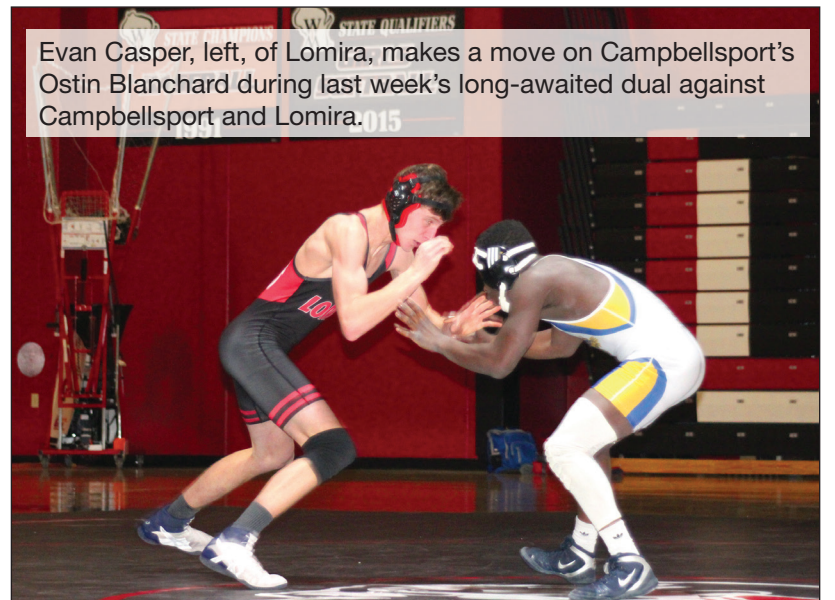 STATE CHAMPIONS
STATE QUALIFIERS
Evan Casper, left, of Lomira, makes a move on Campbellsport’s
Ostin Blanchard during last week’s long-awaited dual against
Campbellsport and Lomira.
1991
2015
LO